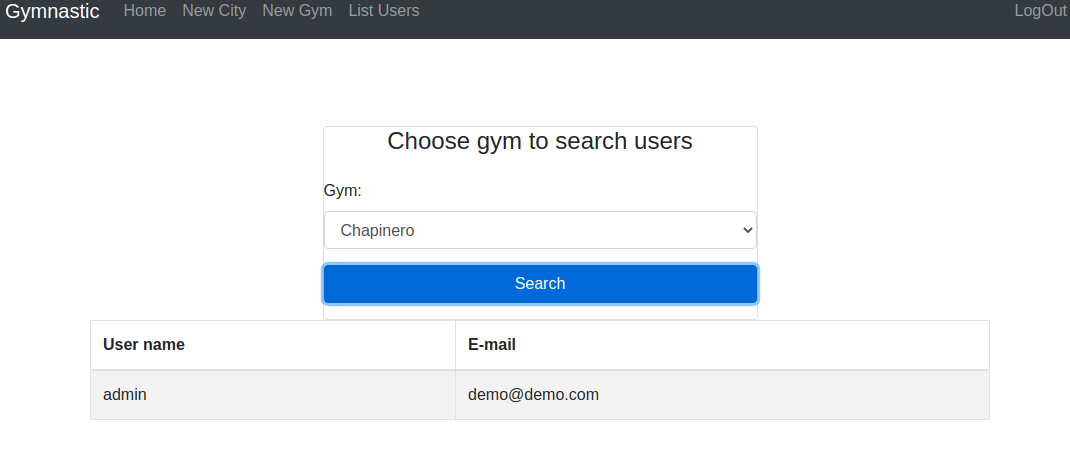 Gymnastic Home New City New Gym List Users LogOut
Choose gym to search users
Gym:
Chapinero
Search
User name E-mail
admin demo@demo.com